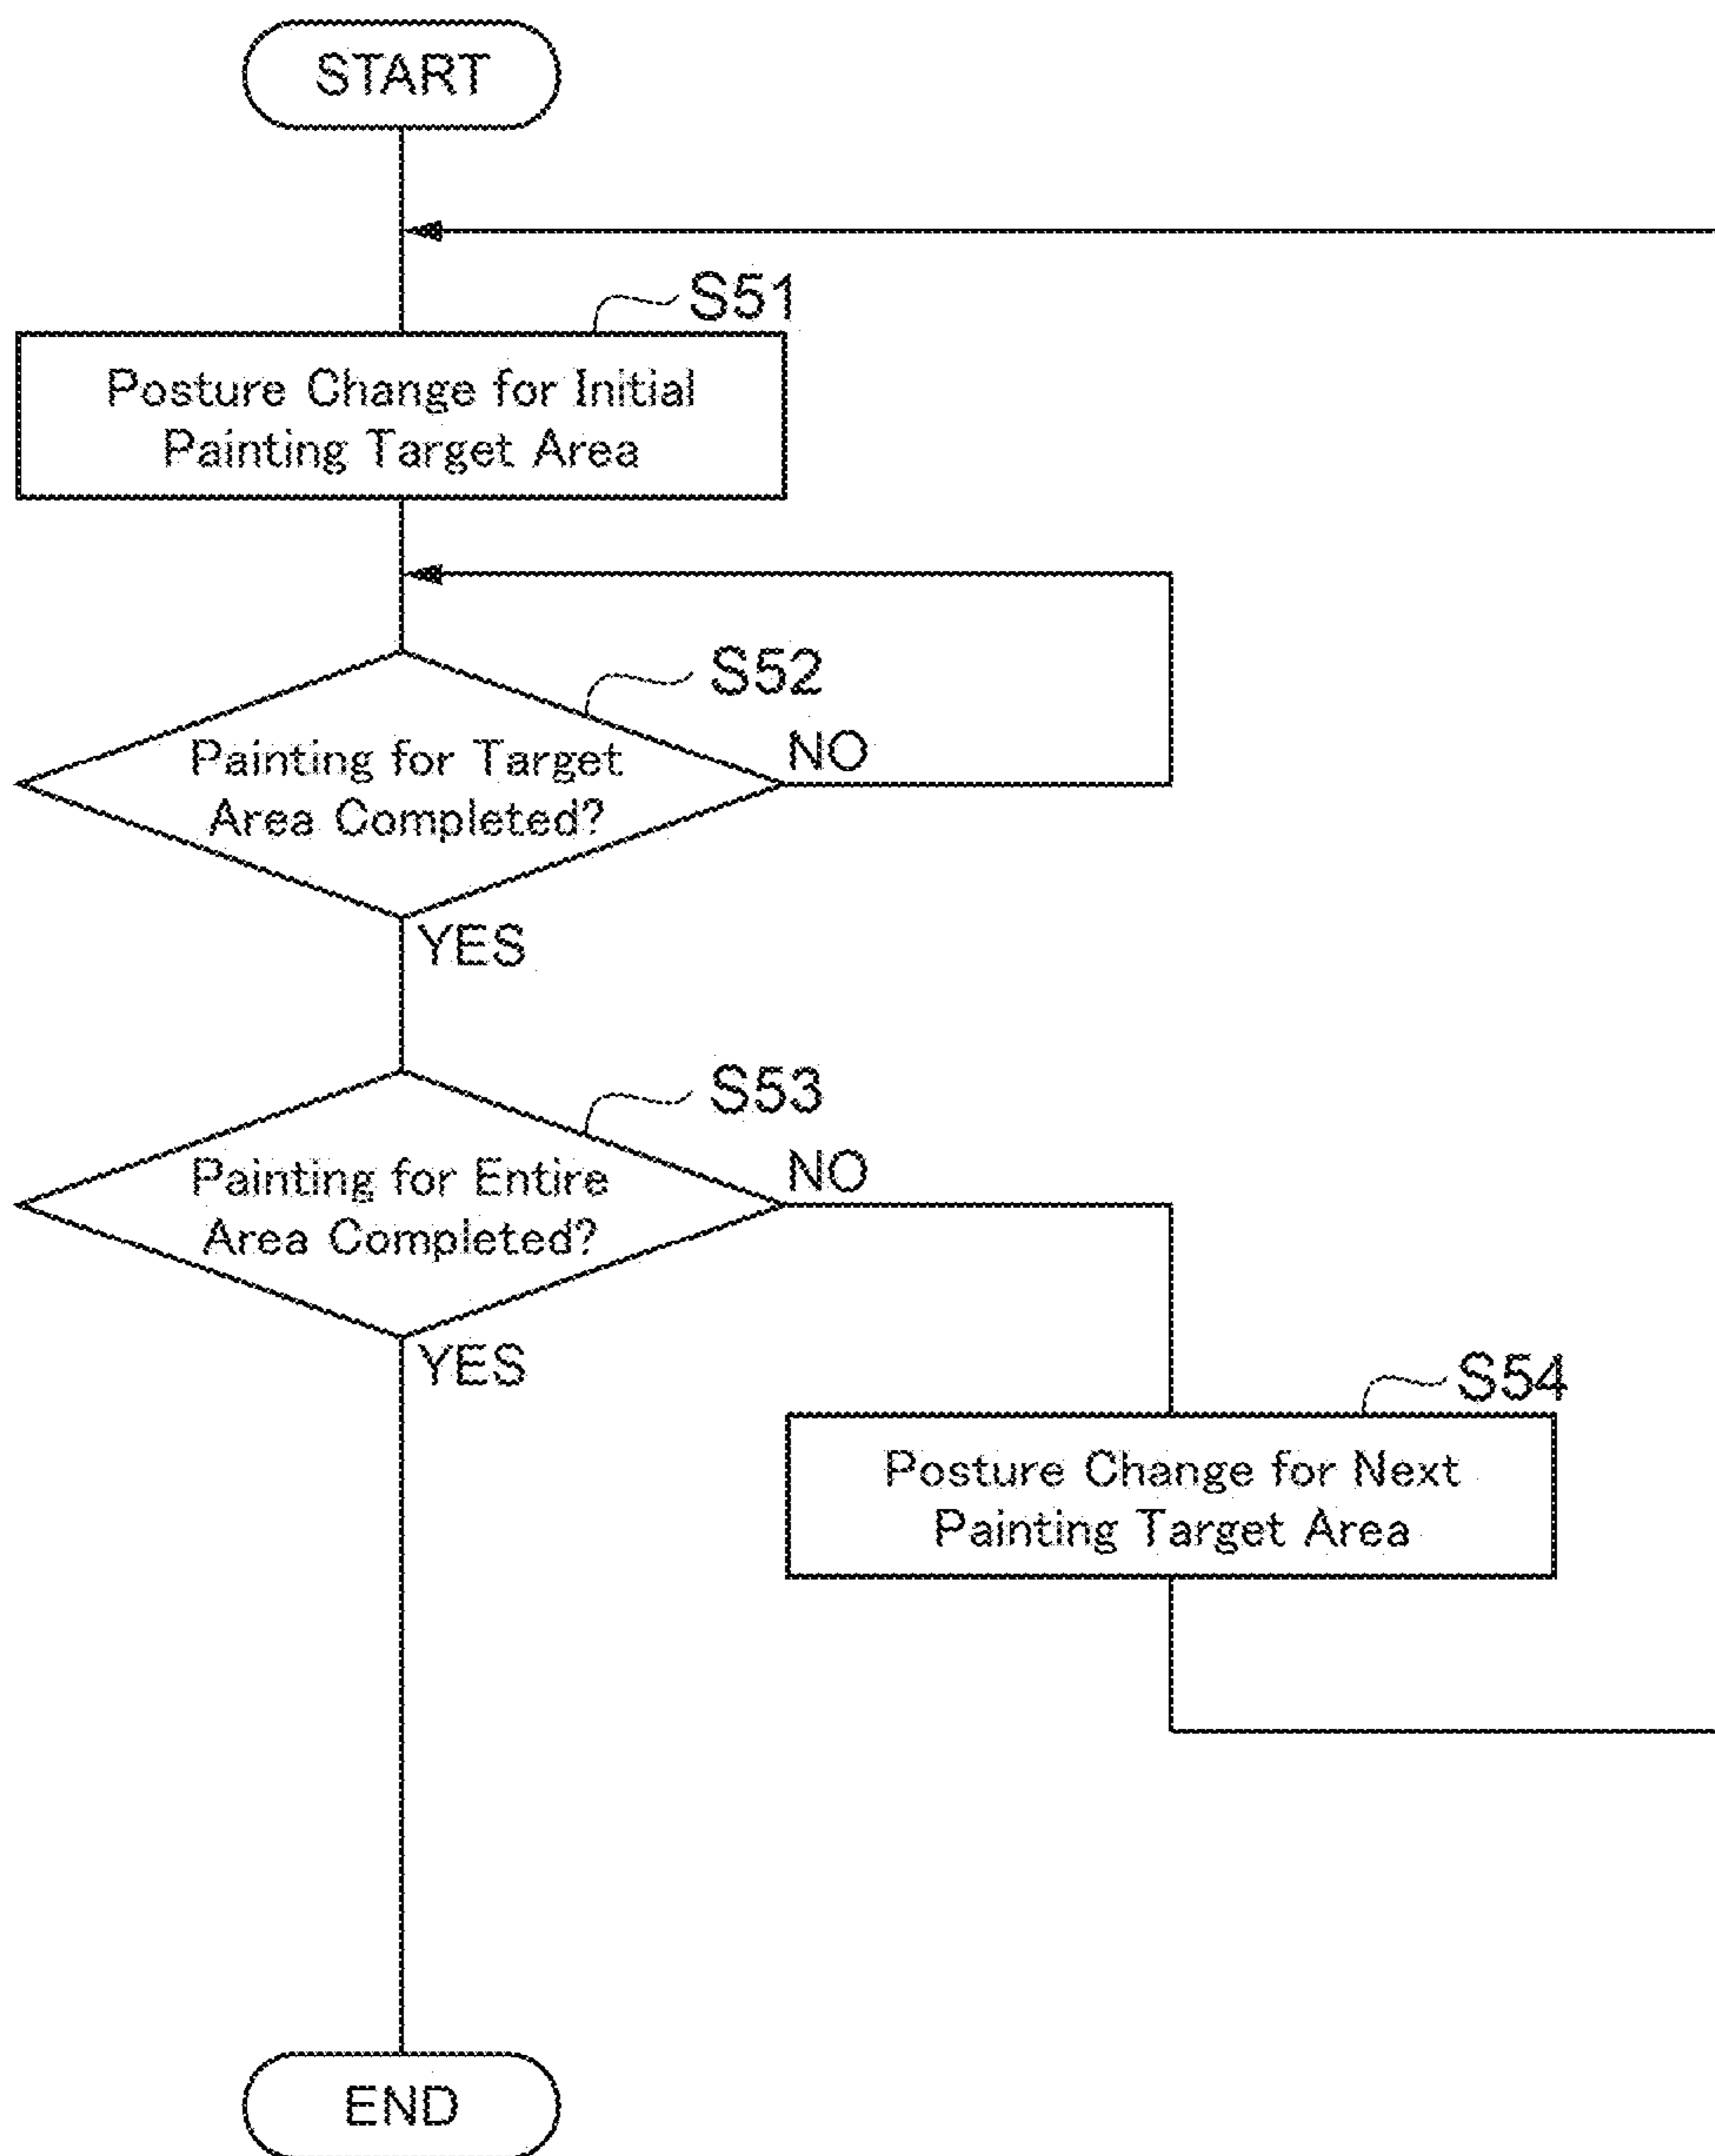 START
S51
Posture Change for Initial
Painting Target Area
S52
Painting for Target
Area Completed?
NO
YES
S53
Painting for Entire
Area Completed?
NO
YES
S54
Posture Change for Next
Painting Target Area
END